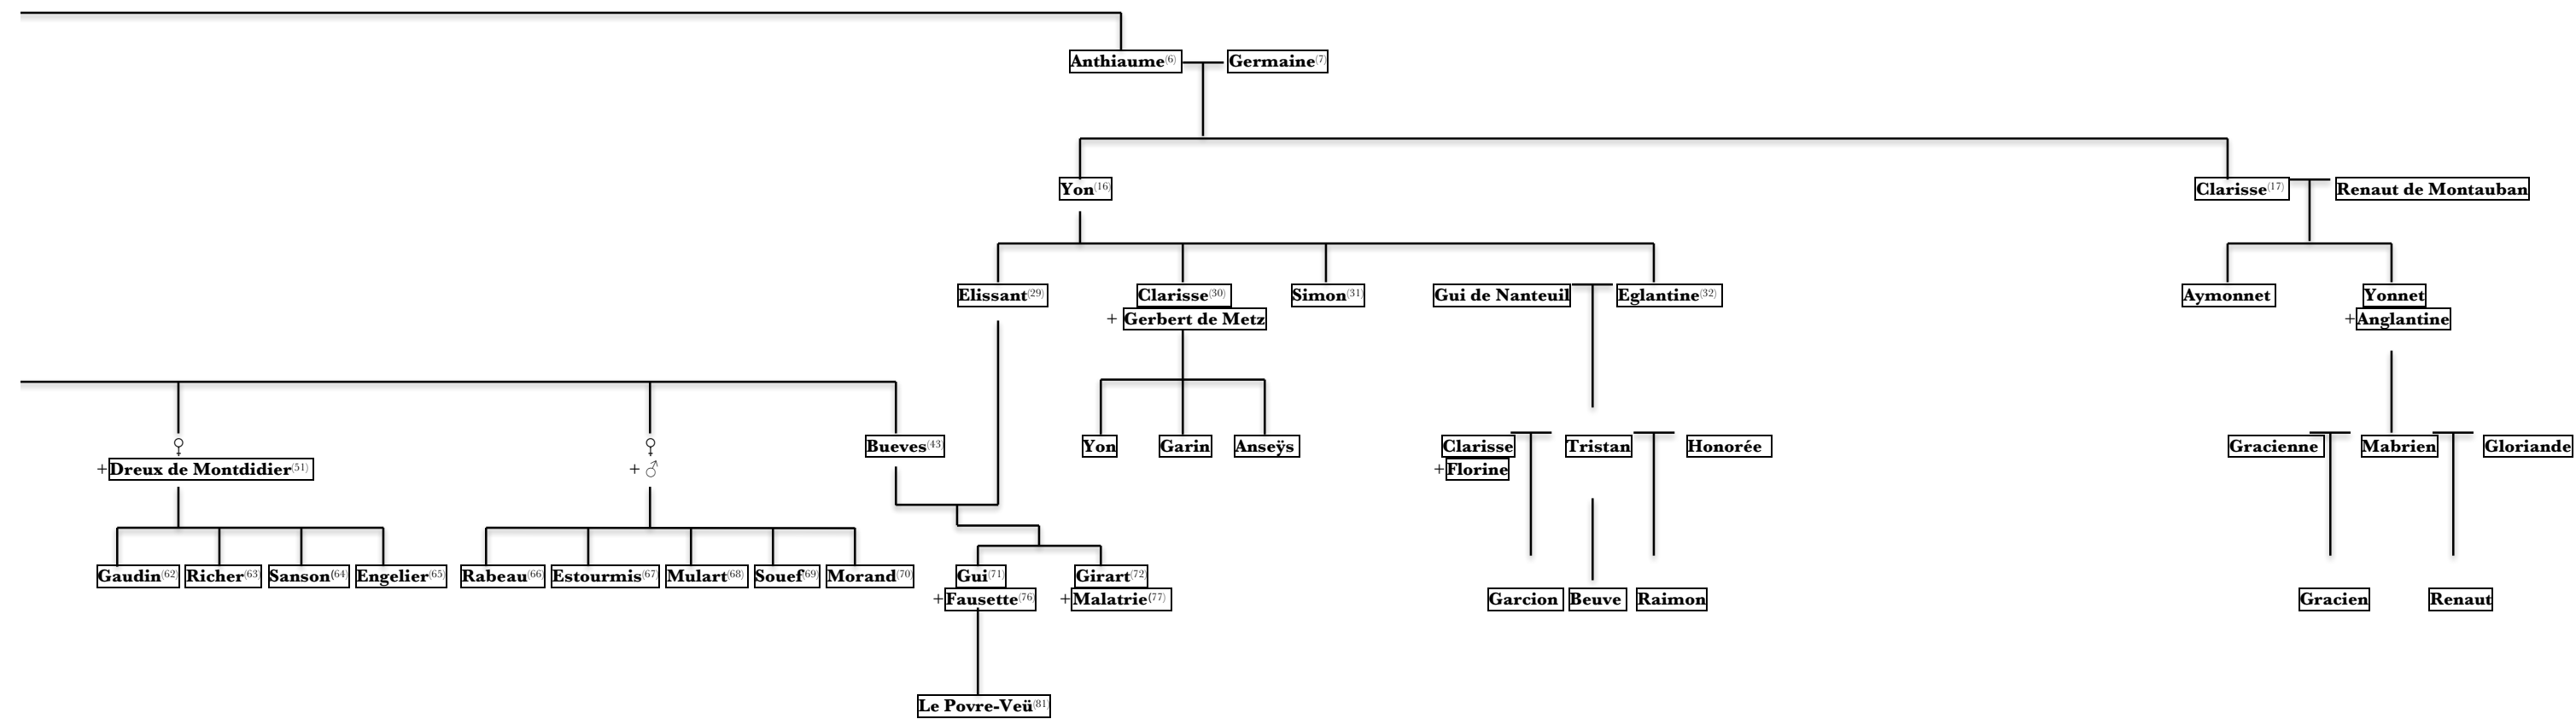 Anthiaume(6) Germaine(7)
Yon(16) Clarisse(17) Renaut de Montauban
Elissant(29) Clarisse(30) Simon(31) Gui de Nanteuil Eglantine(32) Aymonnet Yonnet
+ Gerbert de Metz +Anglantine
♀ ♀ Bueves(43) Yon Garin Anseÿs Clarisse Tristan Honorée Gracienne Mabrien Gloriande
+Dreux de Montdidier(51) + ♂ +Florine
Gaudin(62) Richer(63) Sanson(64) Engelier(65) Rabeau(66) Estourmis(67) Mulart(68) Souef(69) Morand(70) Gui(71) Girart(72)
+Fausette(76) +Malatrie(77) Garcion Beuve Raimon Gracien Renaut
Le Povre-Veü(81)